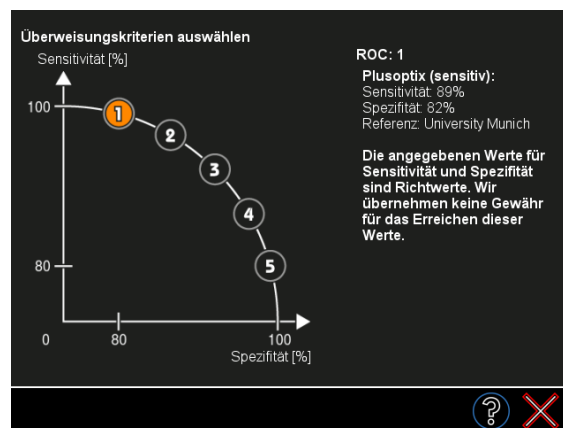 Überweisungskriterien auswählen
Sensitivität [%]
100
80
0
80
100
Spezifität [%]
1
2
3
4
5
ROC: 1
Plusoptix (sensitiv):
Sensitivität: 89%
Spezifität: 82%
Referenz: University Munich
Die angegebenen Werte für
Sensitivität und Spezifität
sind Richtwerte. Wir
übernehmen keine Gewähr
für das Erreichen dieser
Werte.
?